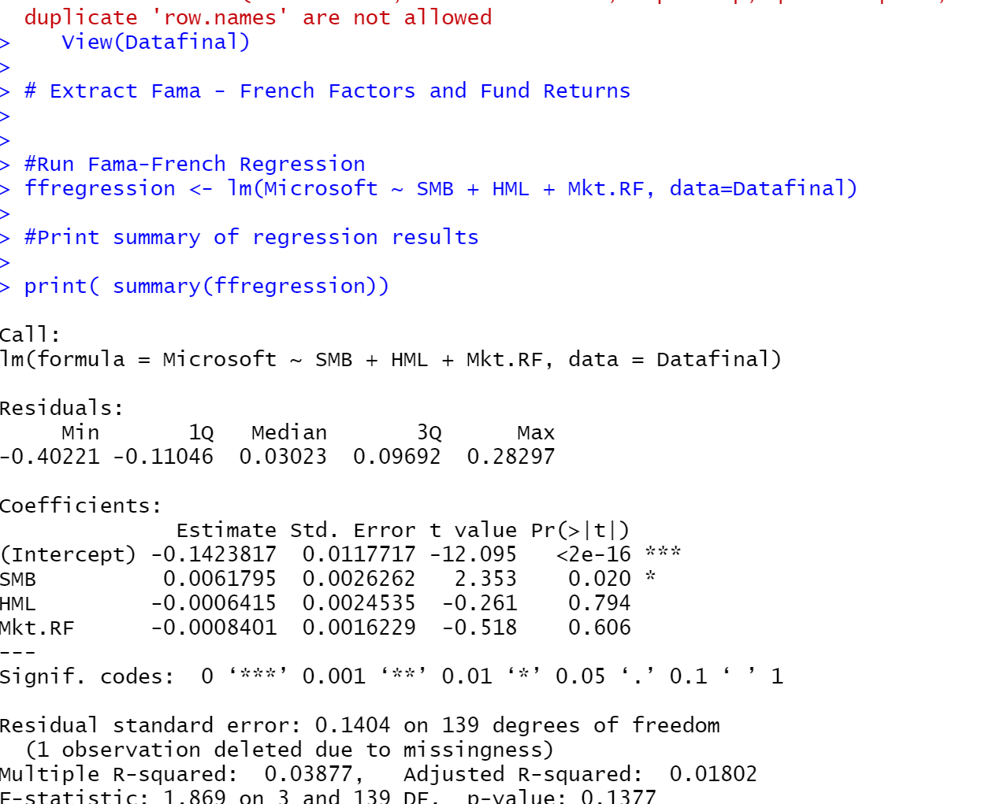 duplicate 'row.names' are not allowed
>    View(Datafinal)
>
> # Extract Fama - French Factors and Fund Returns
>
>
> #Run Fama-French Regression
> ffregression <- lm(Microsoft ~ SMB + HML + Mkt.RF, data=Datafinal)
>
> #Print summary of regression results
>
> print( summary(ffregression))

Call:
lm(formula = Microsoft ~ SMB + HML + Mkt.RF, data = Datafinal)

Residuals:
     Min       1Q   Median       3Q      Max
-0.40221 -0.11046  0.03023  0.09692  0.28297

Coefficients:
              Estimate Std. Error t value Pr(>|t|)
(Intercept) -0.1423817  0.0117717 -12.095   <2e-16 ***
SMB          0.0061795  0.0026262   2.353    0.020 *
HML         -0.0006415  0.0024535  -0.261    0.794
Mkt.RF      -0.0008401  0.0016229  -0.518    0.606
---
Signif. codes:  0 ‘***’ 0.001 ‘**’ 0.01 ‘*’ 0.05 ‘.’ 0.1 ‘ ’ 1

Residual standard error: 0.1404 on 139 degrees of freedom
  (1 observation deleted due to missingness)
Multiple R-squared:  0.03877,   Adjusted R-squared:  0.01802
F-statistic: 1.869 on 3 and 139 DF,  p-value: 0.1377